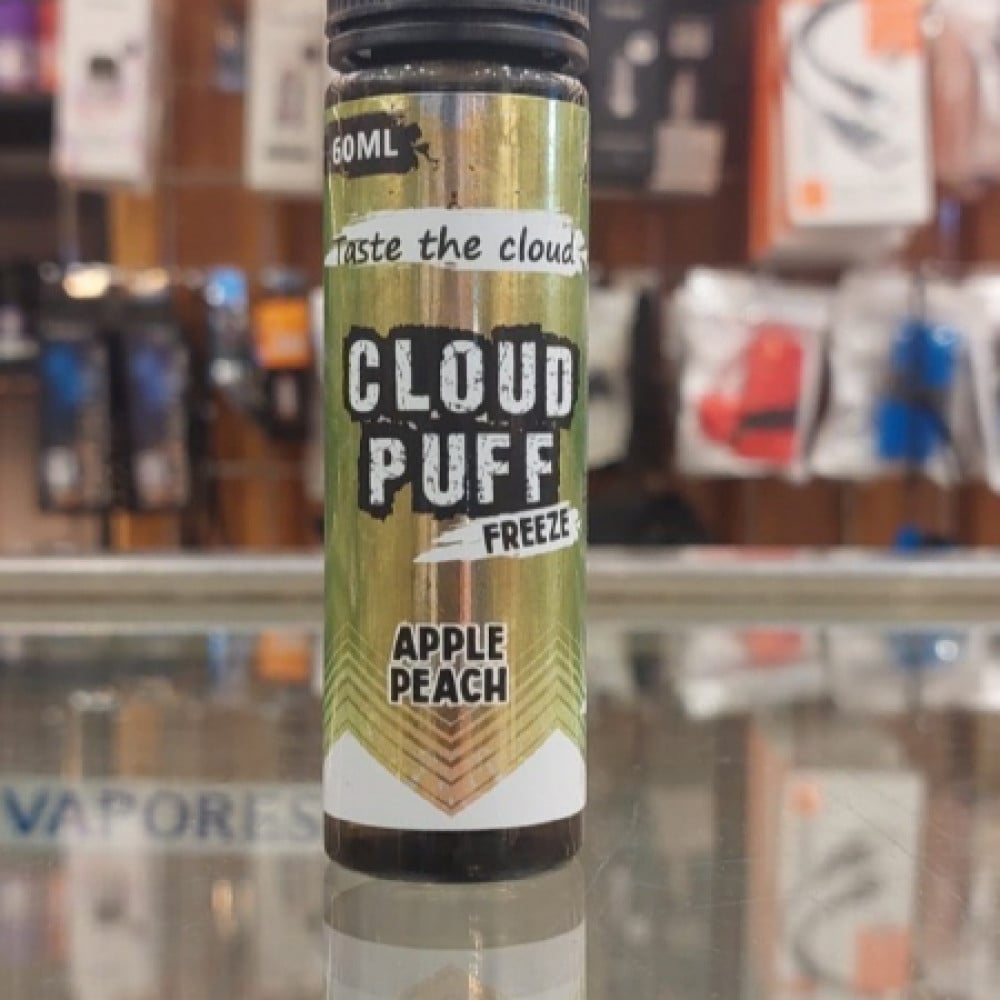 60ML
Taste the cloud
CLOUD
PUFF
FREEZE
APPLE
PEACH
VAPORES